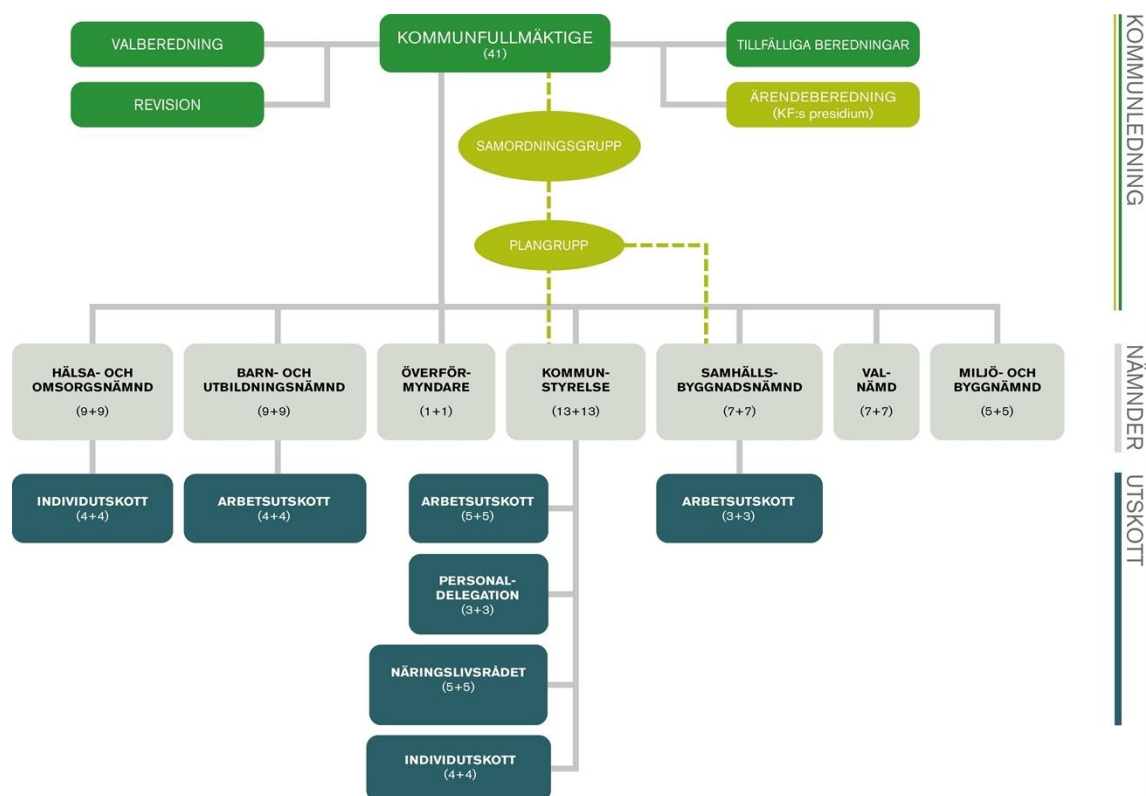 VALBEREDNING
KOMMUNFULLMÄKTIGE
(41)
TILLFÄLLIGA BEREDNINGAR
REVISION
ÄRENDEBEREDNING
(KF:s presidium)
SAMORDNINGSGRUPP
PLANGRUPP
KOMMUNLEDNING
HÄLSA- OCH
OMSORGSNÄMND
(9+9)
BARN- OCH
UTBILDNINGSNÄMND
(9+9)
ÖVERFÖR-
MYNDARE
(1+1)
KOMMUN-
STYRELSE
(13+13)
SAMHÄLLS-
BYGGNADSNÄMND
(7+7)
VAL-
NÄMD
(7+7)
MILJÖ- OCH
BYGGNÄMND
(5+5)
NÄMNDER
INDIVIDUTSKOTT
(4+4)
ARBETSUTSKOTT
(4+4)
ARBETSUTSKOTT
(5+5)
ARBETSUTSKOTT
(3+3)
PERSONAL-
DELEGATION
(3+3)
NÄRINGSLIVSRÅDET
(5+5)
INDIVIDUTSKOTT
(4+4)
UTSKOTT